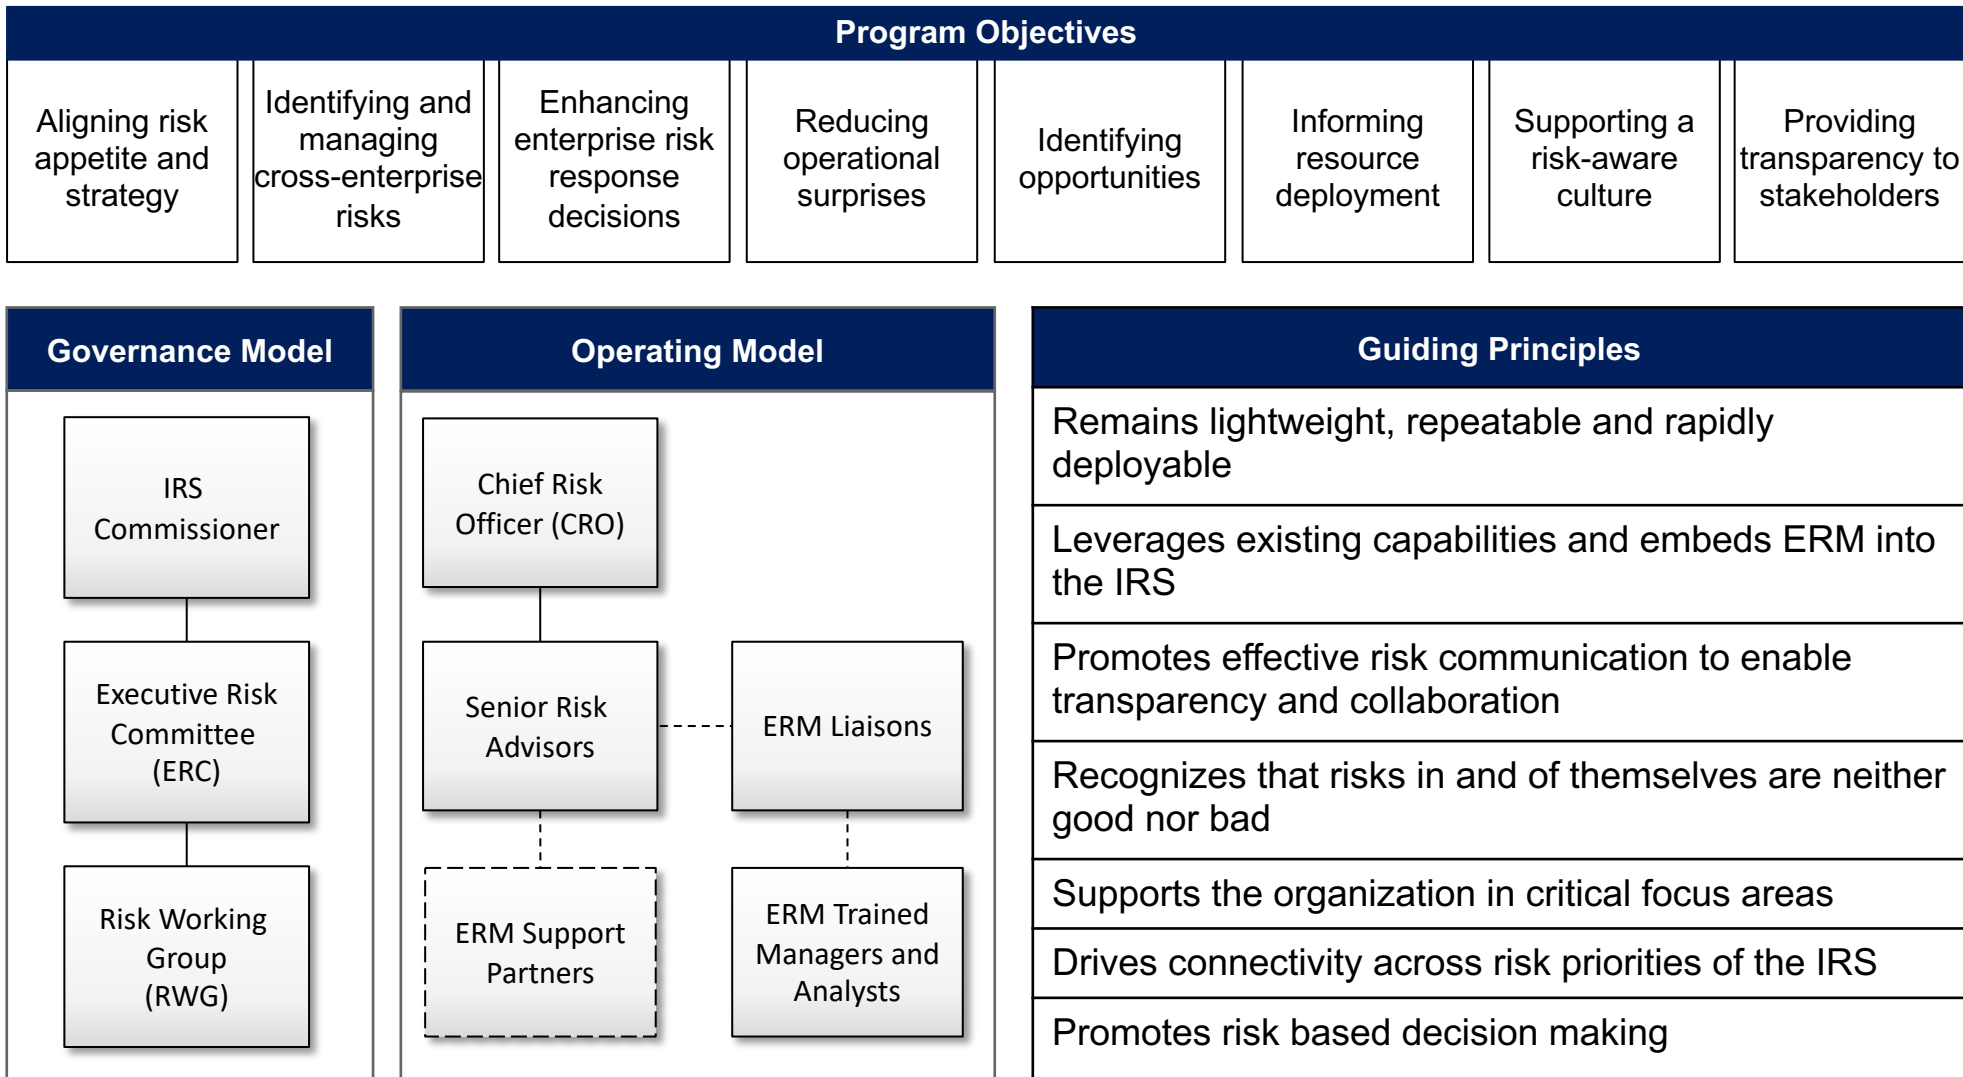 Program Objectives
Aligning risk
appetite and
strategy
Identifying and
managing
cross-enterprise
risks
Enhancing
enterprise risk
response
decisions
Reducing
operational
surprises
Identifying
opportunities
Informing
resource
deployment
Supporting a
risk-aware
culture
Providing
transparency to
stakeholders
Governance Model
IRS
Commissioner
Executive Risk
Committee
(ERC)
Risk Working
Group
(RWG)
Operating Model
Chief Risk
Officer (CRO)
Senior Risk
Advisors
ERM Liaisons
ERM Support
Partners
ERM Trained
Managers and
Analysts
Guiding Principles
Remains lightweight, repeatable and rapidly
deployable
Leverages existing capabilities and embeds ERM into
the IRS
Promotes effective risk communication to enable
transparency and collaboration
Recognizes that risks in and of themselves are neither
good nor bad
Supports the organization in critical focus areas
Drives connectivity across risk priorities of the IRS
Promotes risk based decision making